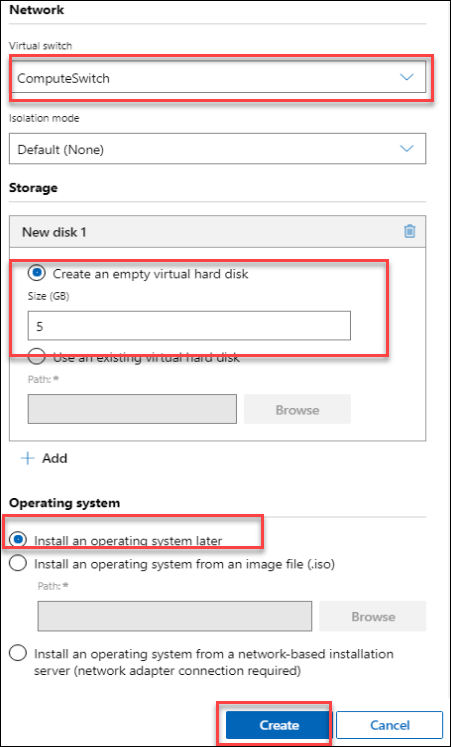 Network
Virtual switch
ComputeSwitch
Isolation mode
Default (None)
Storage
New disk 1
Create an empty virtual hard disk
Size (GB)
5
Use an existing virtual hard disk
Path: *
Browse
Add
Operating system
Install an operating system later
Install an operating system from an image file (.iso)
Path: *
Browse
Install an operating system from a network-based installation
server (network adapter connection required)
Create Cancel